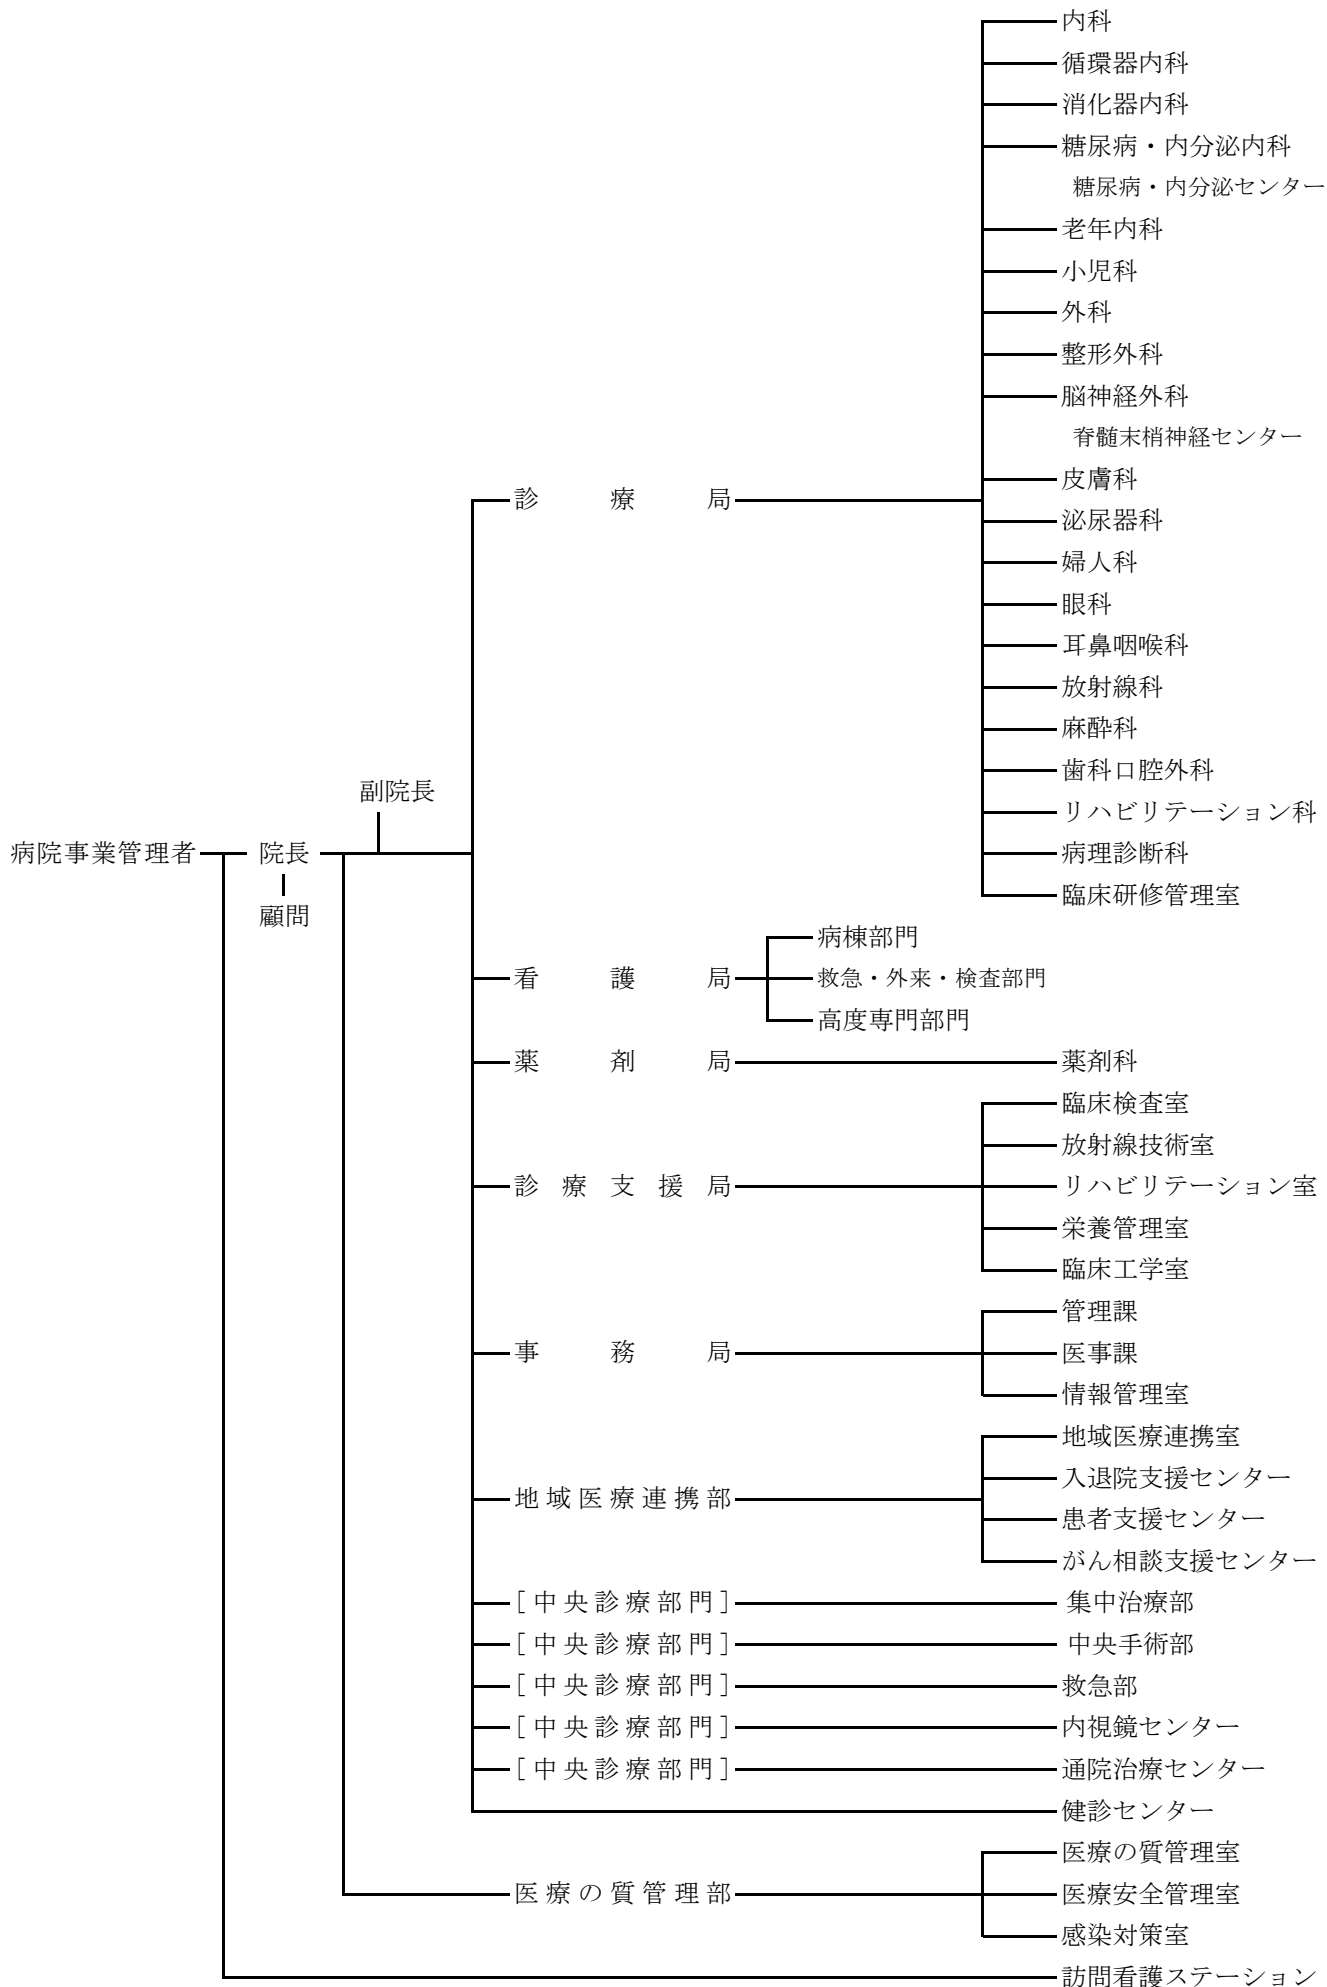 内科
循環器内科
消化器内科
糖尿病・内分泌内科
糖尿病・内分泌センター
老年内科
小児科
外科
整形外科
脳神経外科
脊髄末梢神経センター
皮膚科
診療局
泌尿器科
婦人科
眼科
耳鼻咽喉科
放射線科
麻酔科
歯科口腔外科
副院長
リハビリテーション科
病院事業管理者 院長
病理診断科
顧問
臨床研修管理室
病棟部門
看護局
救急・外来・検査部門
高度専門部門
薬剤局 薬剤科
臨床検査室
放射線技術室
診療支援局 リハビリテーション室
栄養管理室
臨床工学室
管理課
事務局 医事課
情報管理室
地域医療連携室
入退院支援センター
地域医療連携部
患者支援センター
がん相談支援センター
[中央診療部門] 集中治療部
[中央診療部門] 中央手術部
[中央診療部門] 救急部
[中央診療部門] 内視鏡センター
[中央診療部門] 通院治療センター
健診センター
医療の質管理室
医療の質管理部 医療安全管理室
感染対策室
訪問看護ステーション